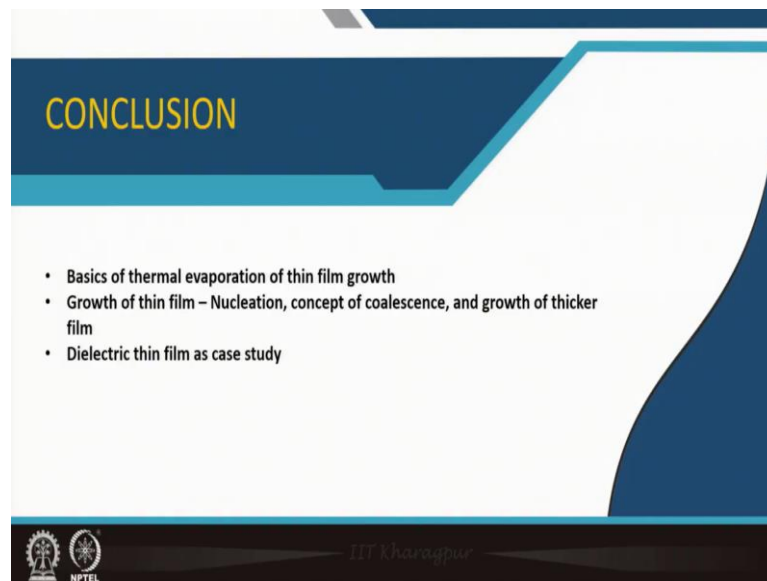 CONCLUSION
• Basics of thermal evaporation of thin film growth
• Growth of thin film – Nucleation, concept of coalescence, and growth of thicker
film
• Dielectric thin film as case study
IIT Kharagpur
NPTEL